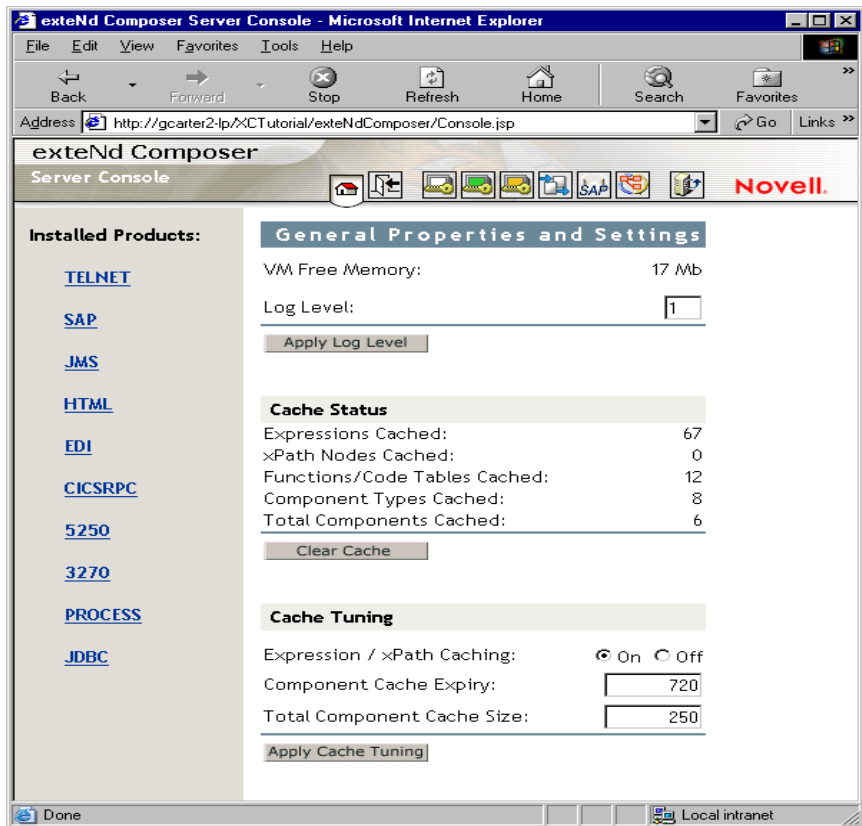 exteNd Composer Server Console - Microsoft Internet Explorer
File Edit View Favorites Tools Help
Back Forward Stop Refresh Home Search Favorites »
Address http://gcarter2-lp/XCTutorial/exteNdComposer/Console.jsp Go Links »
exteNd Composer
Server Console
SAP
Novell.
Installed Products:
TELNET
SAP
JMS
HTML
EDI
CICSRPC
5250
3270
PROCESS
JDBC
General Properties and Settings
VM Free Memory: 17 Mb
Log Level: 1
Apply Log Level
Cache Status
Expressions Cached: 67
xPath Nodes Cached: 0
Functions/Code Tables Cached: 12
Component Types Cached: 8
Total Components Cached: 6
Clear Cache
Cache Tuning
Expression / xPath Caching: On Off
Component Cache Expiry: 720
Total Component Cache Size: 250
Apply Cache Tuning
Done Local intranet